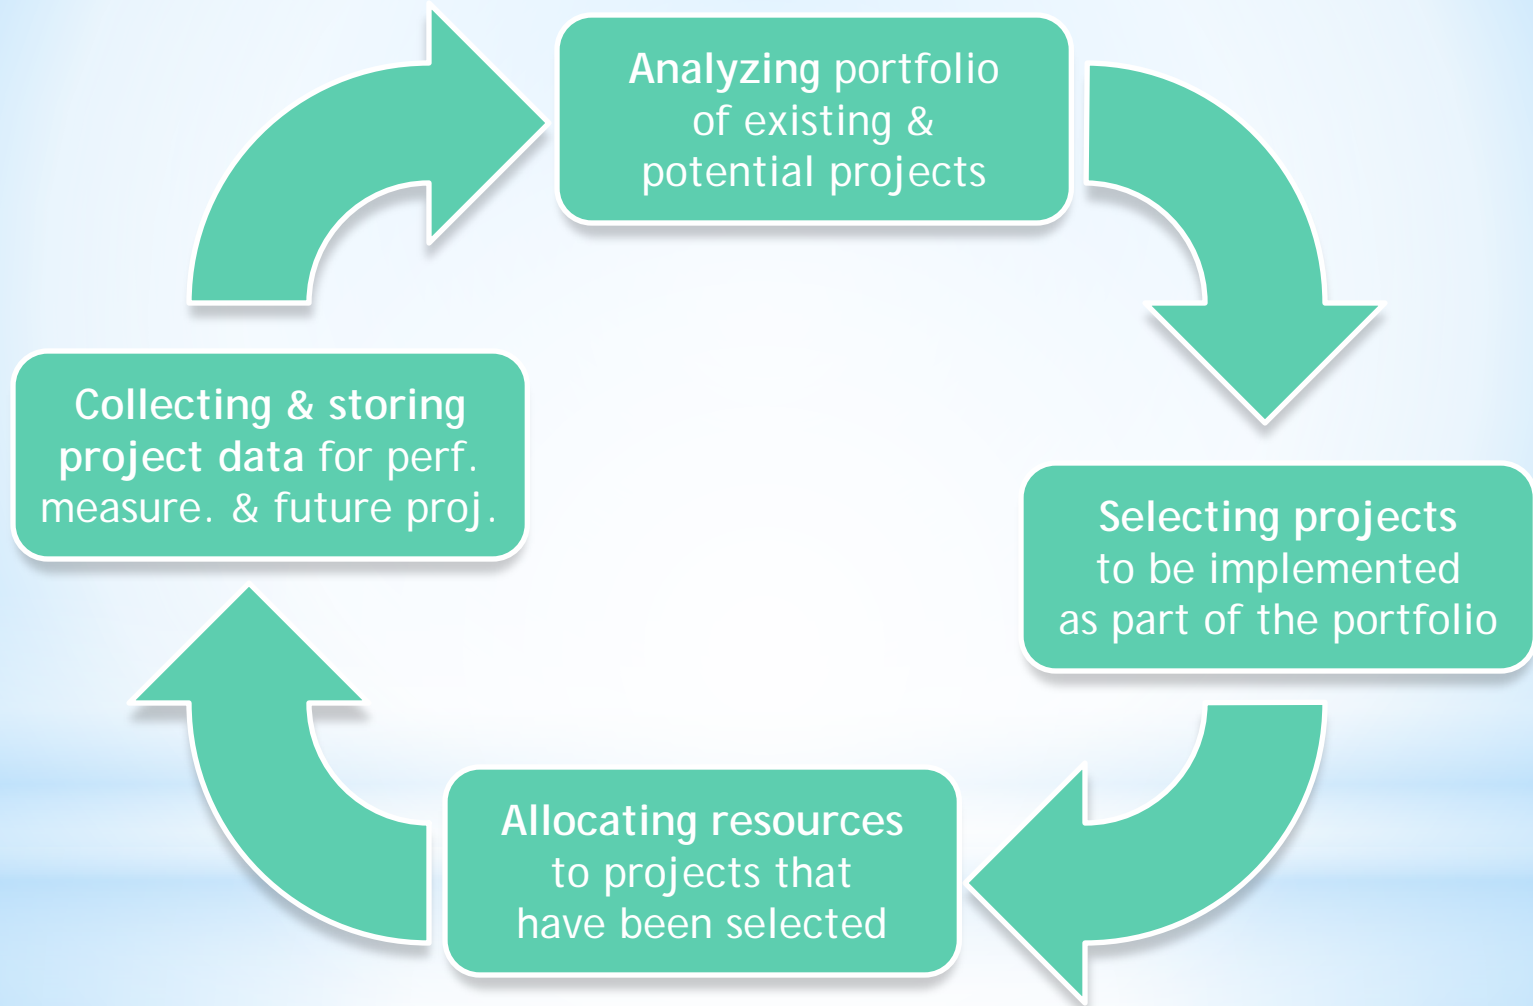 Analyzing portfolio
of existing &
potential projects
Selecting projects
to be implemented
as part of the portfolio
Allocating resources
to projects that
have been selected
Collecting & storing
project data for perf.
measure. & future proj.